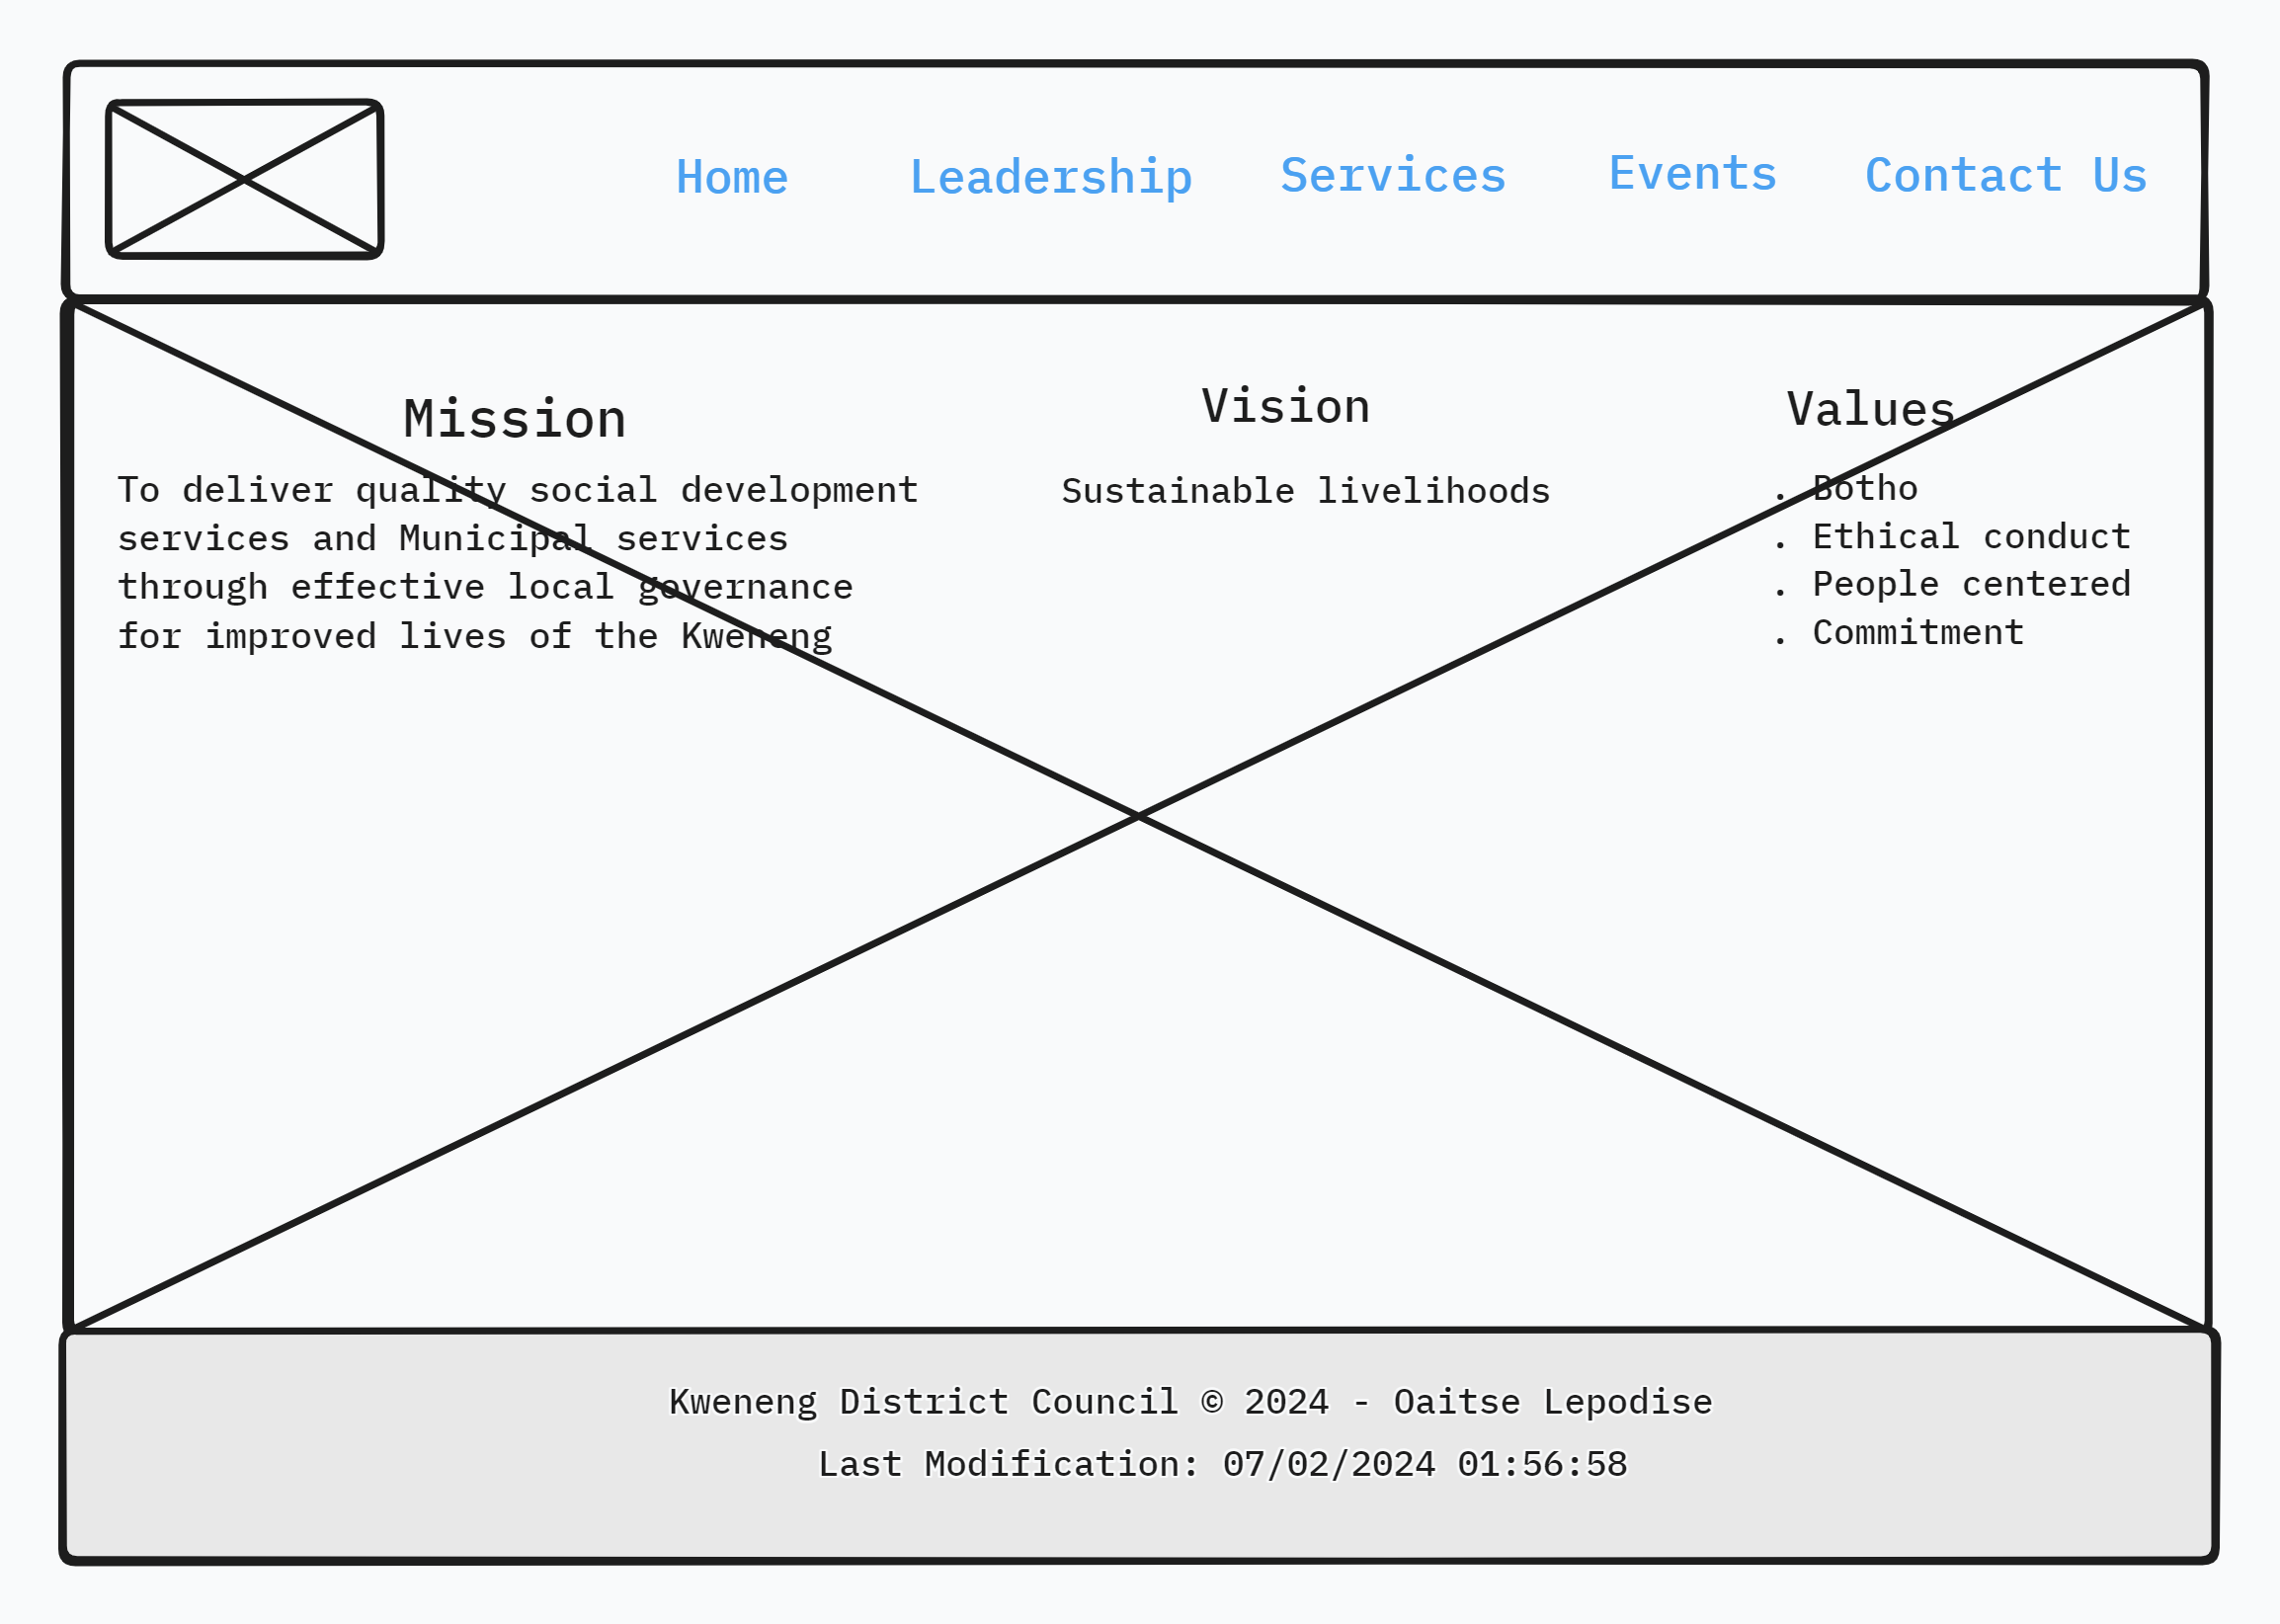 Home Leadership Services Events Contact Us
Mission
To deliver quality social development
services and Municipal services
through effective local governance
for improved lives of the Kweneng
Vision
Sustainable livelihoods
Values
. Botho
. Ethical conduct
. People centered
. Commitment
Kweneng District Council © 2024 - Oaitse Lepodise
Last Modification: 07/02/2024 01:56:58